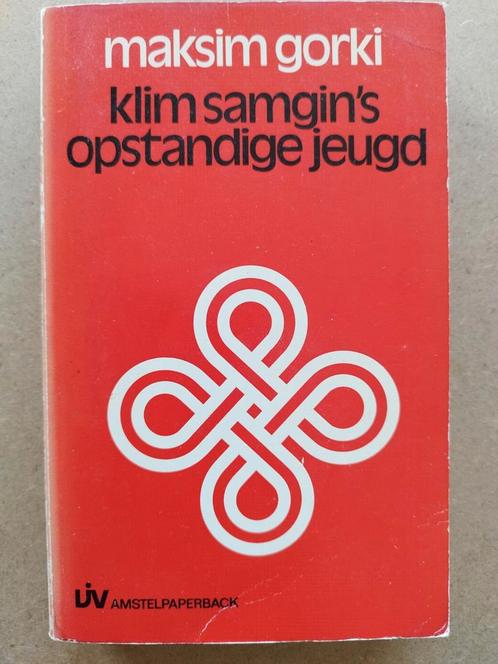 maksim gorki
klim samgin's
opstandige jeugd
UV AMSTELPAPERBACK